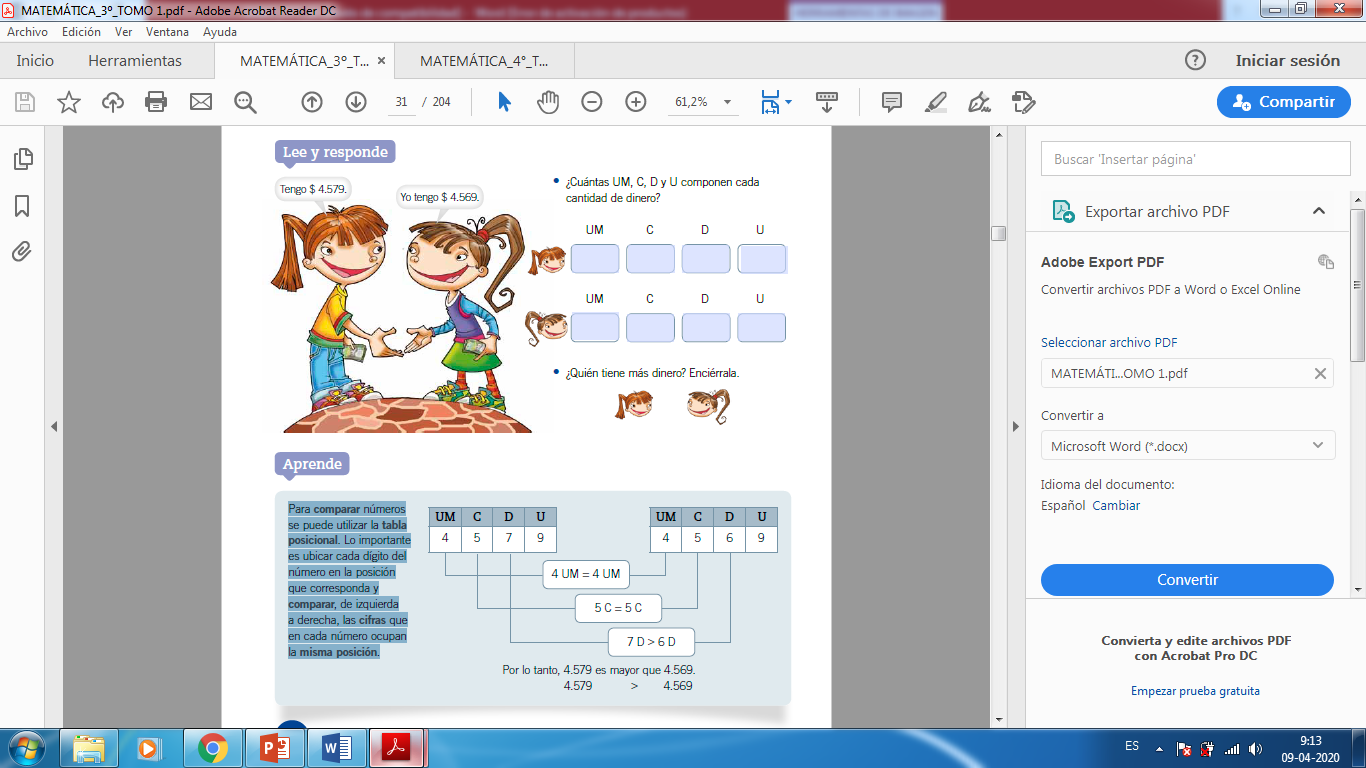 MATEMÁTICA_3º_TOMO 1.pdf - Adobe Acrobat Reader DC
Archivo Edición Ver Ventana Ayuda
Inicio Herramientas MATEMÁTICA_3º_T... × MATEMÁTICA_4°_T... Iniciar sesión
31 / 204 61,2% Compartir
Lee y responde
Tengo $ 4.579.
Yo tengo $ 4.569.
• ¿Cuántas UM, C, D y U componen cada
cantidad de dinero?
UM C D U
UM C D U
• ¿Quién tiene más dinero? Enciérrala.
Aprende
Para comparar números
se puede utilizar la tabla
posicional. Lo importante
es ubicar cada dígito del
número en la posición
que corresponda y
comparar, de izquierda
a derecha, las cifras que
en cada número ocupan
la misma posición.
UM C D U
4 5 7 9
UM C D U
4 5 6 9
4 UM = 4 UM
5 C = 5 C
7 D > 6 D
Por lo tanto, 4.579 es mayor que 4.569.
4.579 > 4.569
Buscar 'Insertar página'
Exportar archivo PDF
Adobe Export PDF
Convertir archivos PDF a Word o Excel Online
Seleccionar archivo PDF
MATEMÁTI...OMO 1.pdf
Convertir a
Microsoft Word (*.docx)
Idioma del documento:
Español Cambiar
Convertir
Convierta y edite archivos PDF
con Acrobat Pro DC
Empezar prueba gratuita
ES
9:13
09-04-2020